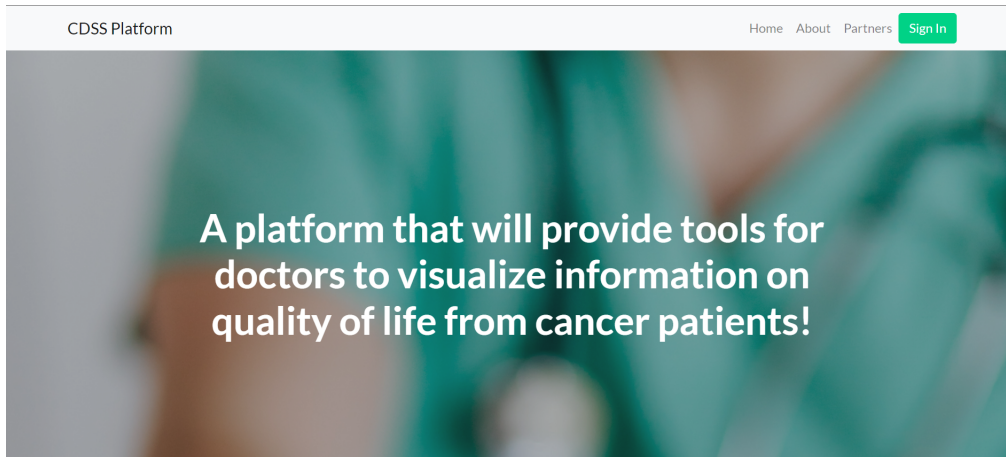 CDSS Platform
Home About Partners Sign In
A platform that will provide tools for
doctors to visualize information on
quality of life from cancer patients!